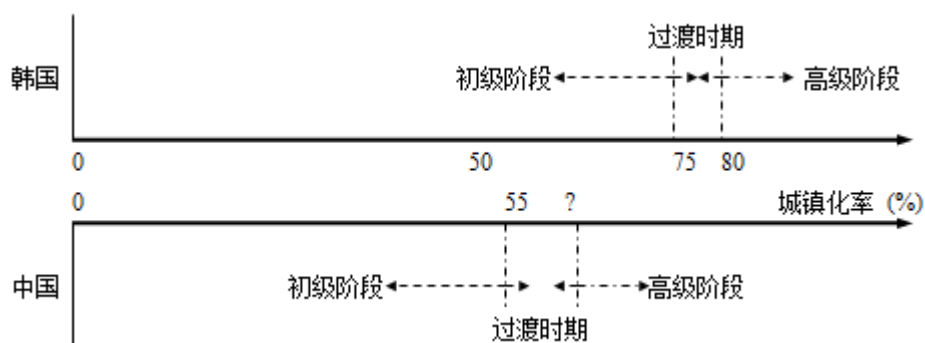 过渡时期
韩国 初级阶段 高级阶段
0 50 75 80
0 55 ? 城镇化率 (%)
中国 初级阶段 高级阶段
过渡时期